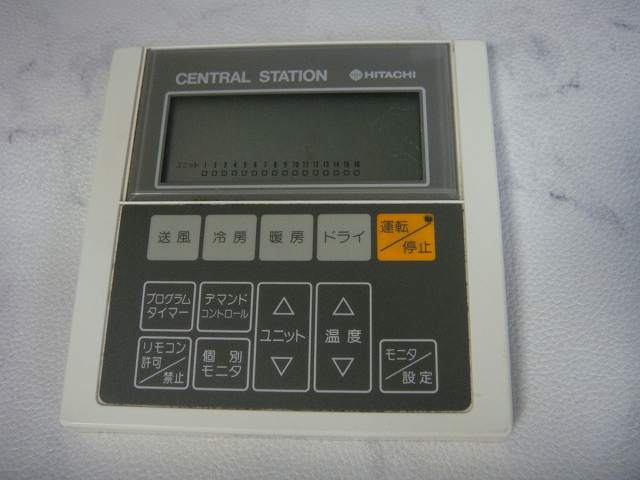 CENTRAL STATION HITACHI
ユニット 1 2 3 4 5 6 7 8 9 10 11 12 13 14 15 16
送風 冷房 暖房 ドライ 運転/停止
プログラム
タイマー
デマンド
コントロール
ユニット
温度
リモコン
許可/禁止
個別
モニタ
モニタ/設定